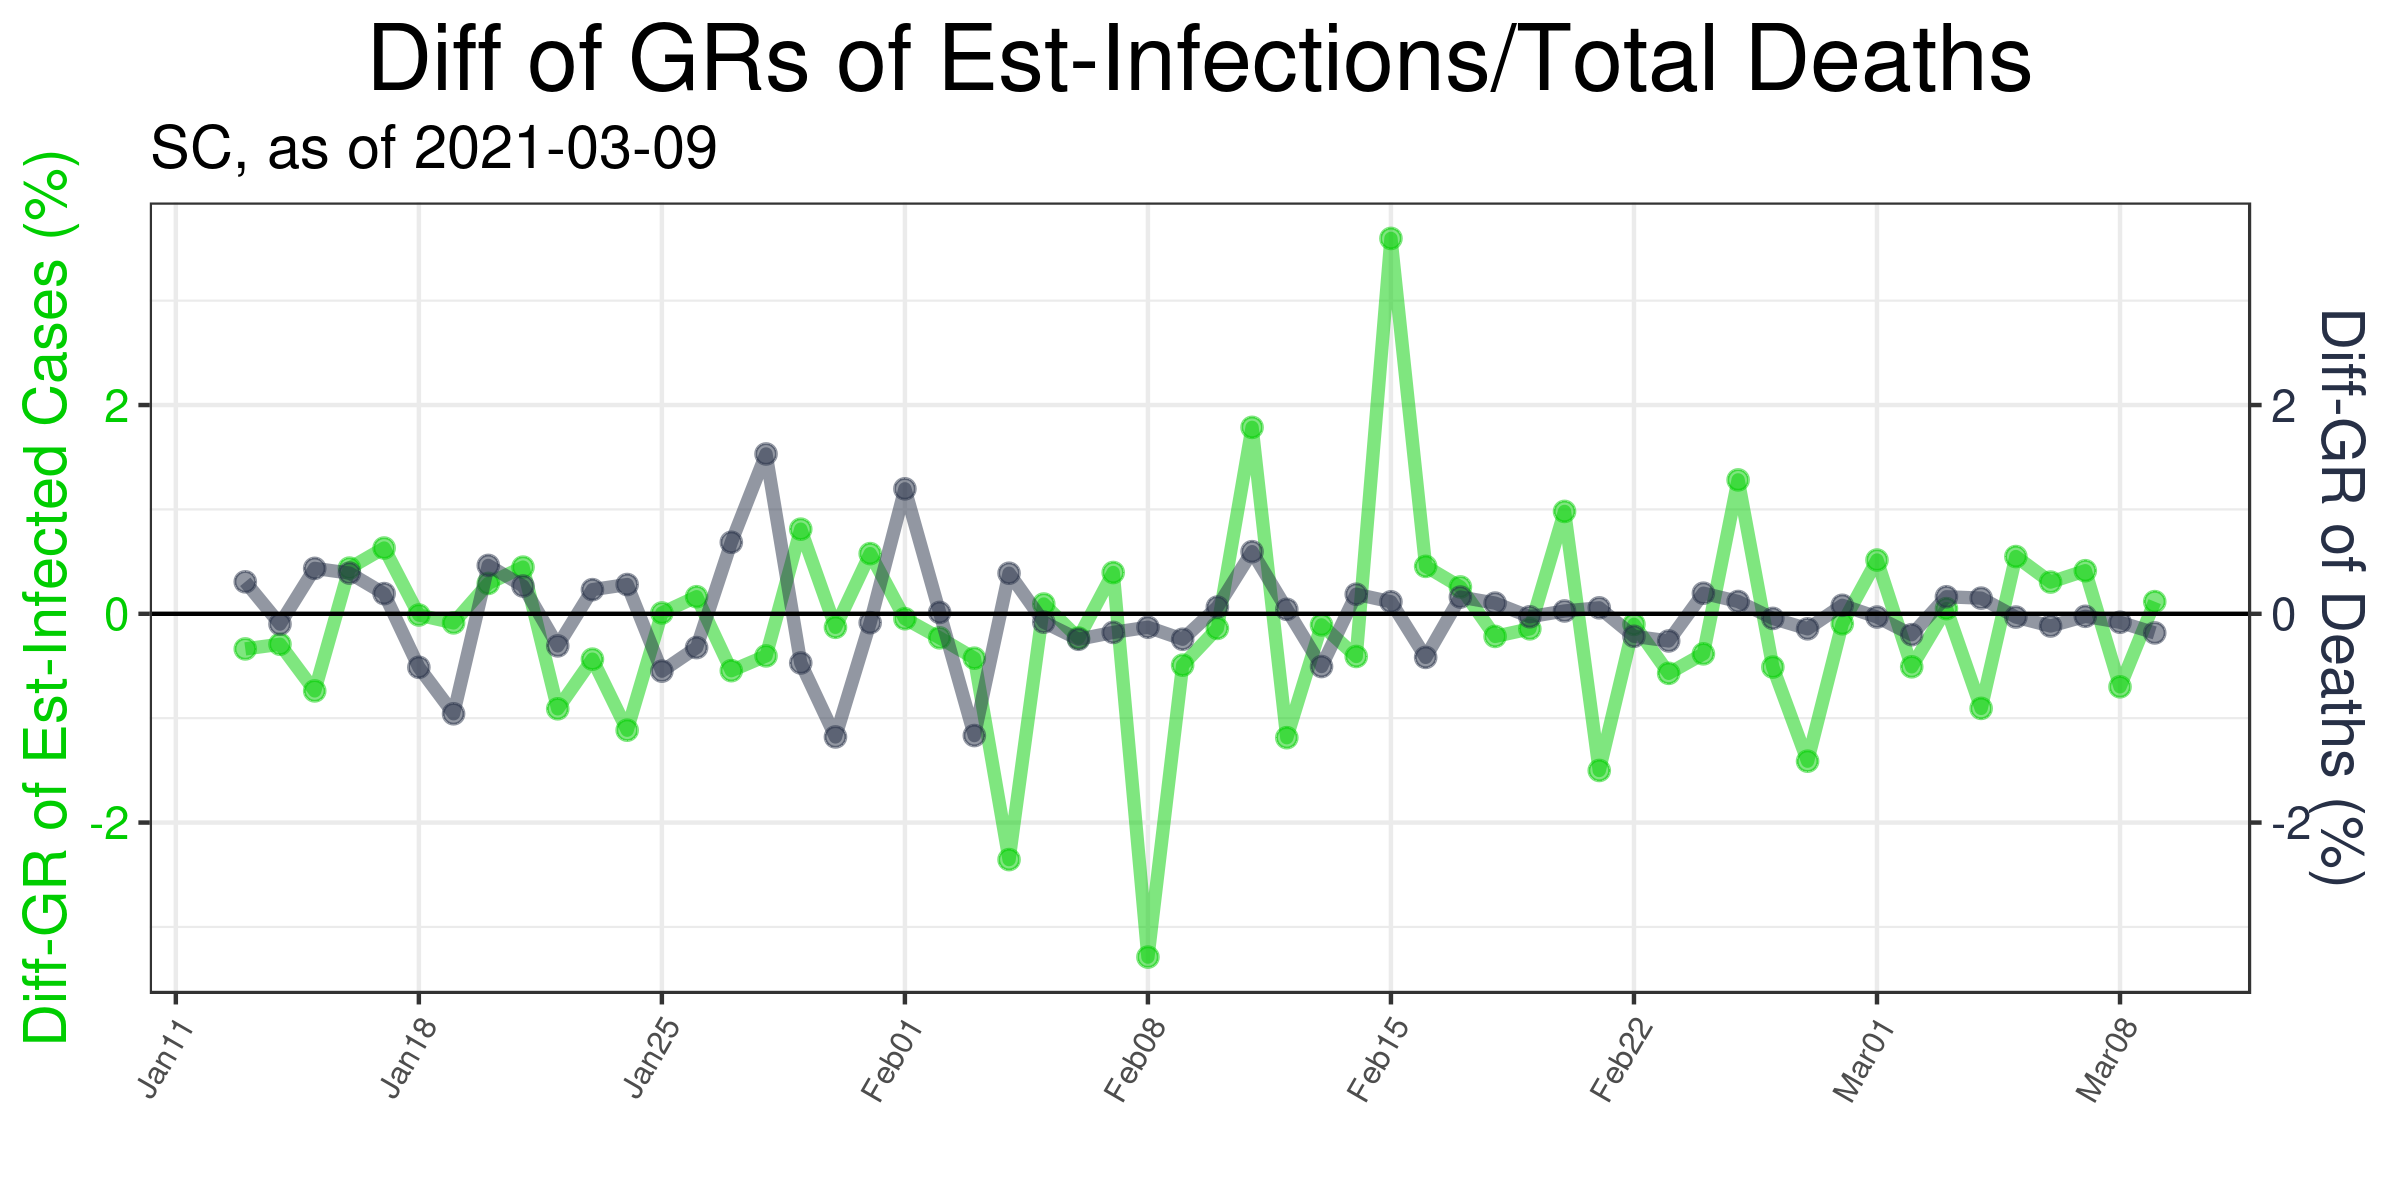 Diff of GRs of Est-Infections/Total Deaths
SC, as of 2021-03-09
Diff-GR of Est-Infected Cases (%)
2
0
-2
2
0
-2
Diff-GR of Deaths (%)
Jan11
Jan18
Jan25
Feb01
Feb08
Feb15
Feb22
Mar01
Mar08